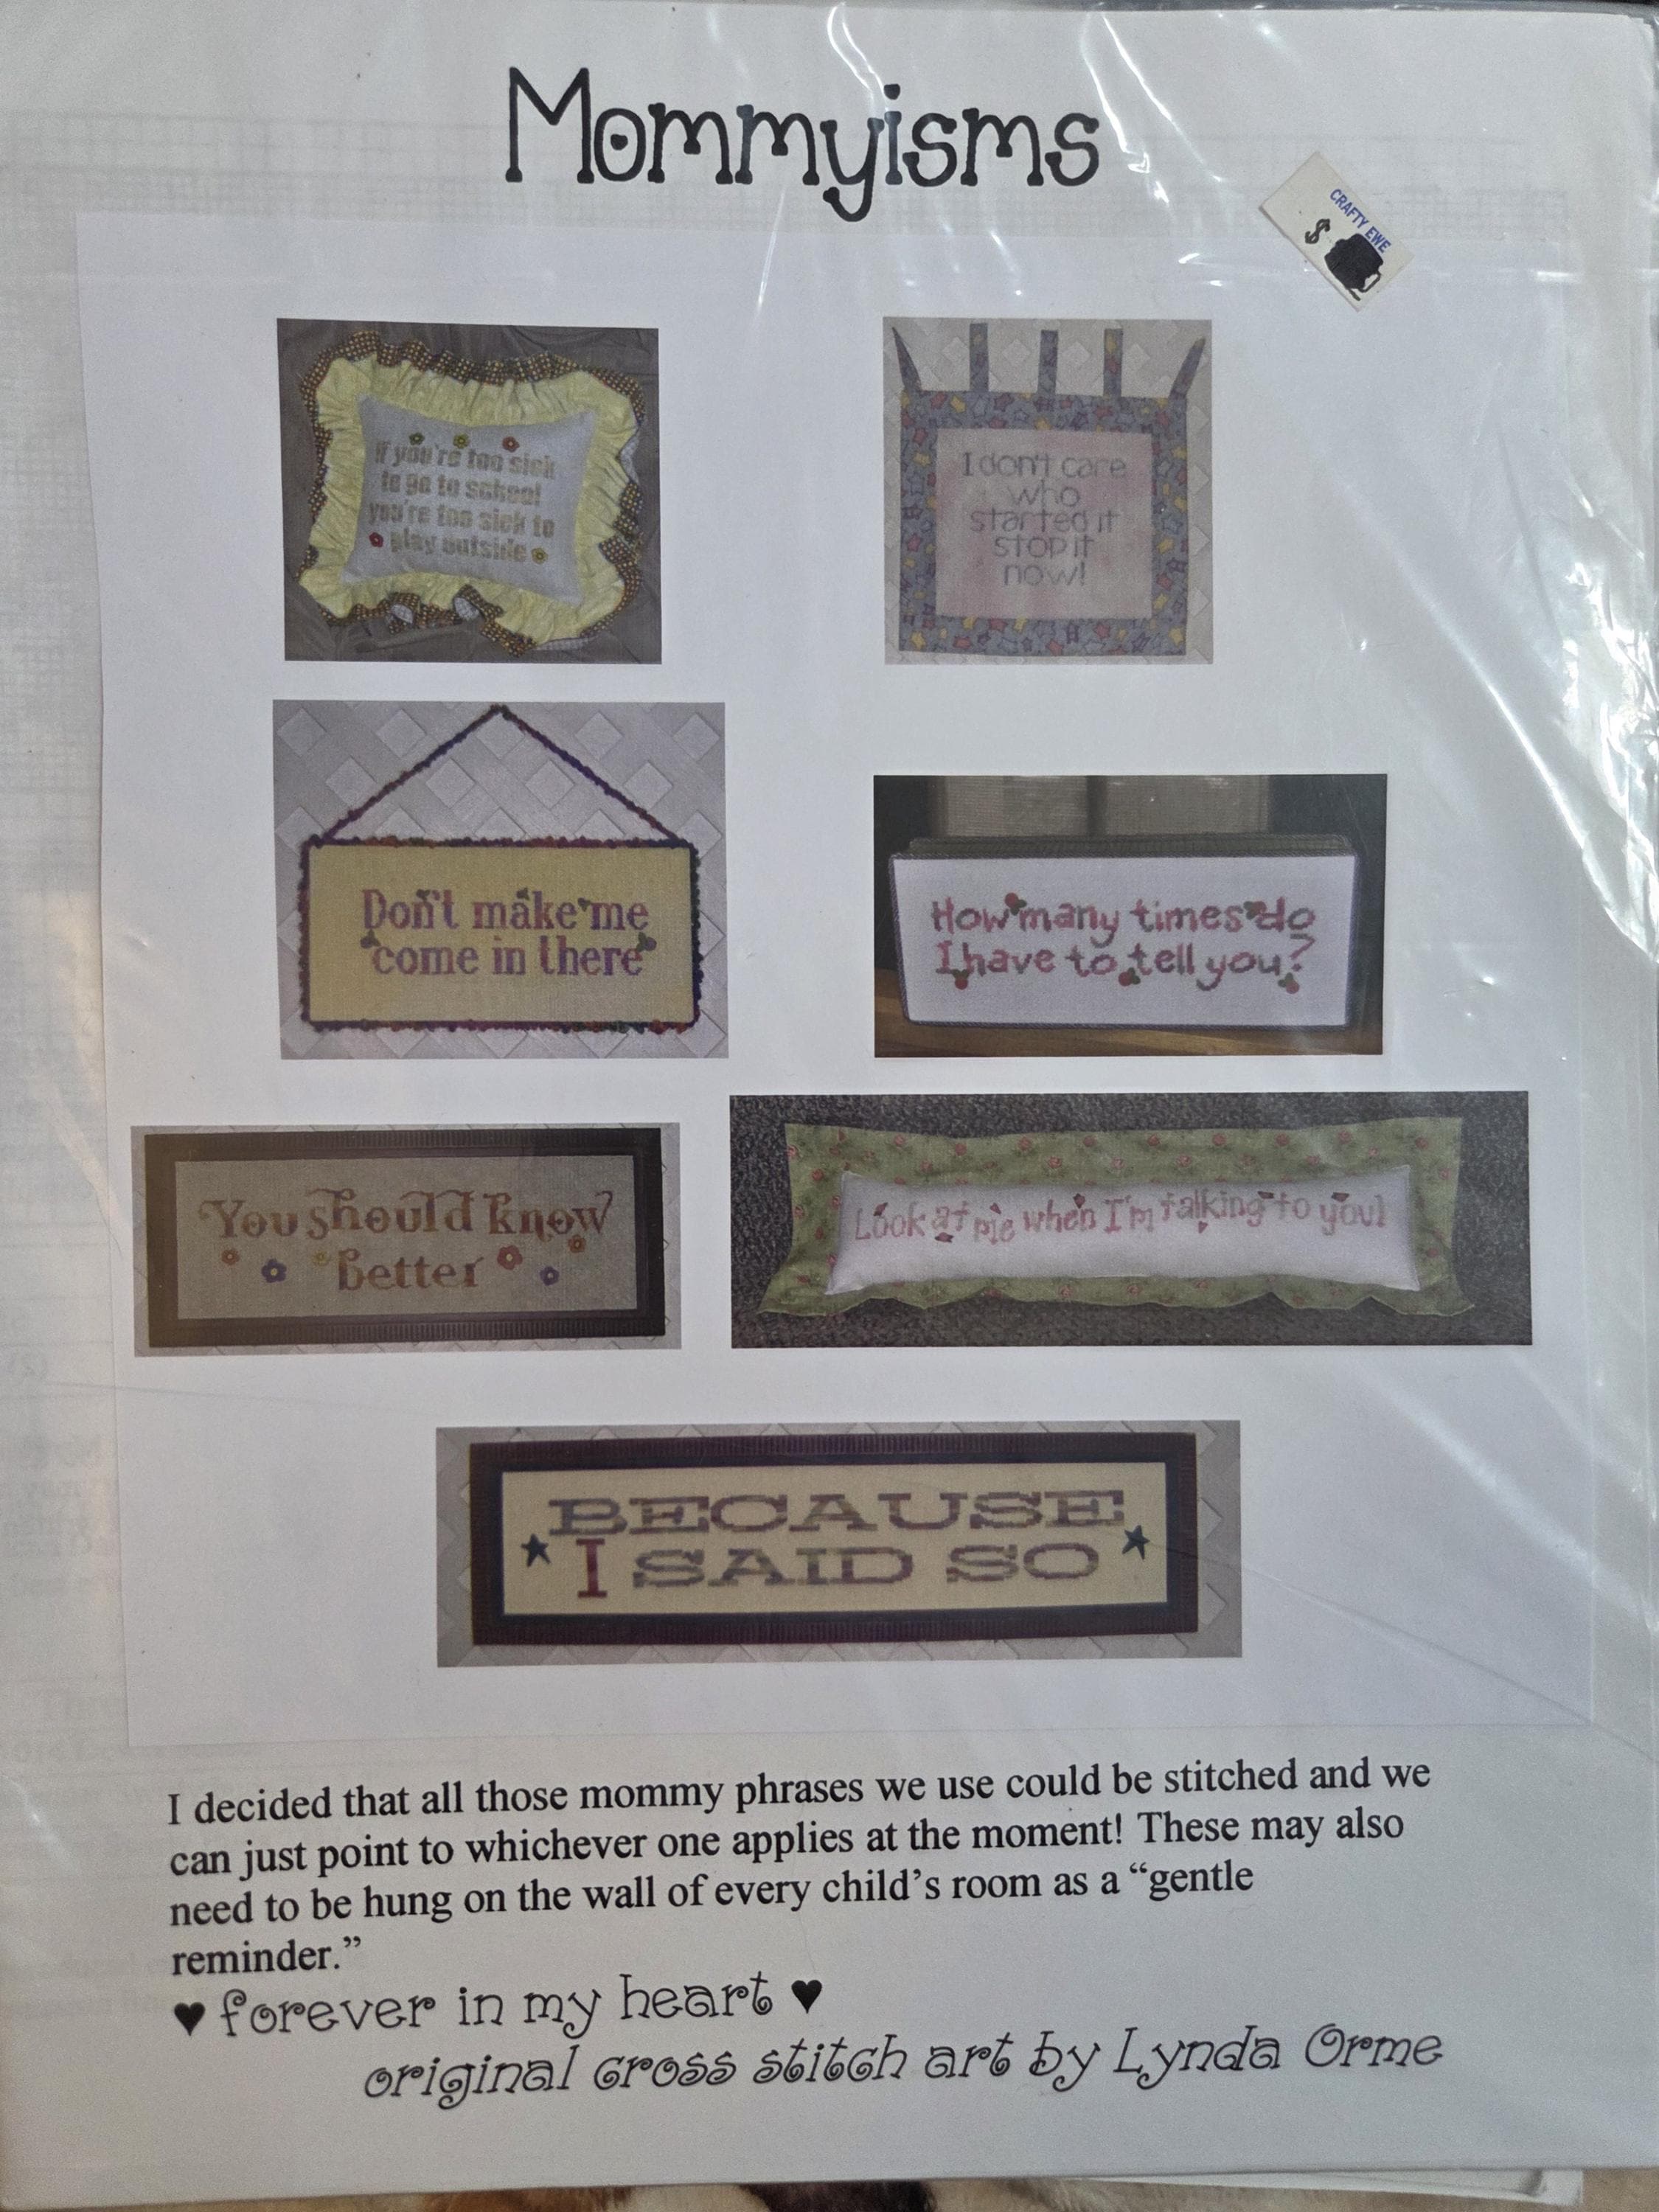 Mommyisms
CRAFTY EWE
$
If you're too sick
to go to school
you're too sick to
play outside
I don't care
who
started it
stop it
now!
Don't make me
come in there
How many times do
I have to tell you?
You should know
better
Look at me when I'm talking to you!
BECAUSE
I SAID SO
I decided that all those mommy phrases we use could be stitched and we
can just point to whichever one applies at the moment! These may also
need to be hung on the wall of every child's room as a “gentle
reminder.”
♥ forever in my heart ♥
original cross stitch art by Lynda Orme